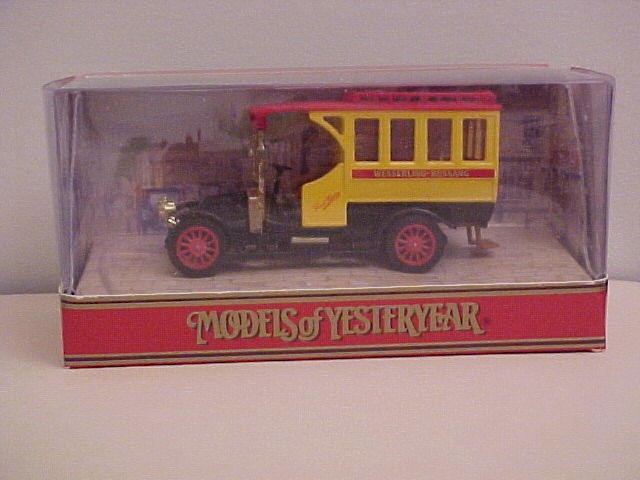 WESSERLING-BUSSANG
MODELS of YESTERYEAR